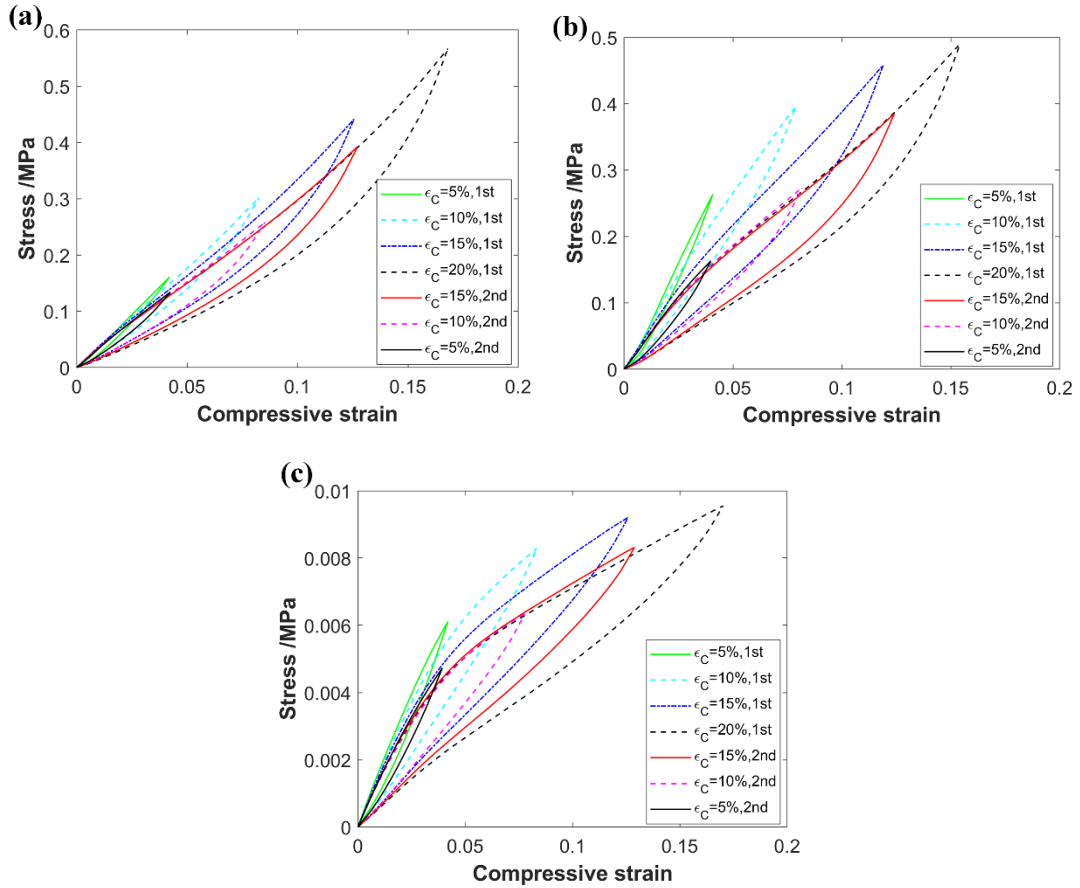 (a)
0.6
0.5
0.4
0.3
0.2
0.1
0
Stress /MPa
0 0.05 0.1 0.15 0.2
Compressive strain
ϵC=5%,1st
ϵC=10%,1st
ϵC=15%,1st
ϵC=20%,1st
ϵC=15%,2nd
ϵC=10%,2nd
ϵC=5%,2nd
(b)
0.5
0.4
0.3
0.2
0.1
0
Stress /MPa
0 0.05 0.1 0.15 0.2
Compressive strain
ϵC=5%,1st
ϵC=10%,1st
ϵC=15%,1st
ϵC=20%,1st
ϵC=15%,2nd
ϵC=10%,2nd
ϵC=5%,2nd
(c)
0.01
0.008
0.006
0.004
0.002
0
Stress /MPa
0 0.05 0.1 0.15 0.2
Compressive strain
ϵC=5%,1st
ϵC=10%,1st
ϵC=15%,1st
ϵC=20%,1st
ϵC=15%,2nd
ϵC=10%,2nd
ϵC=5%,2nd